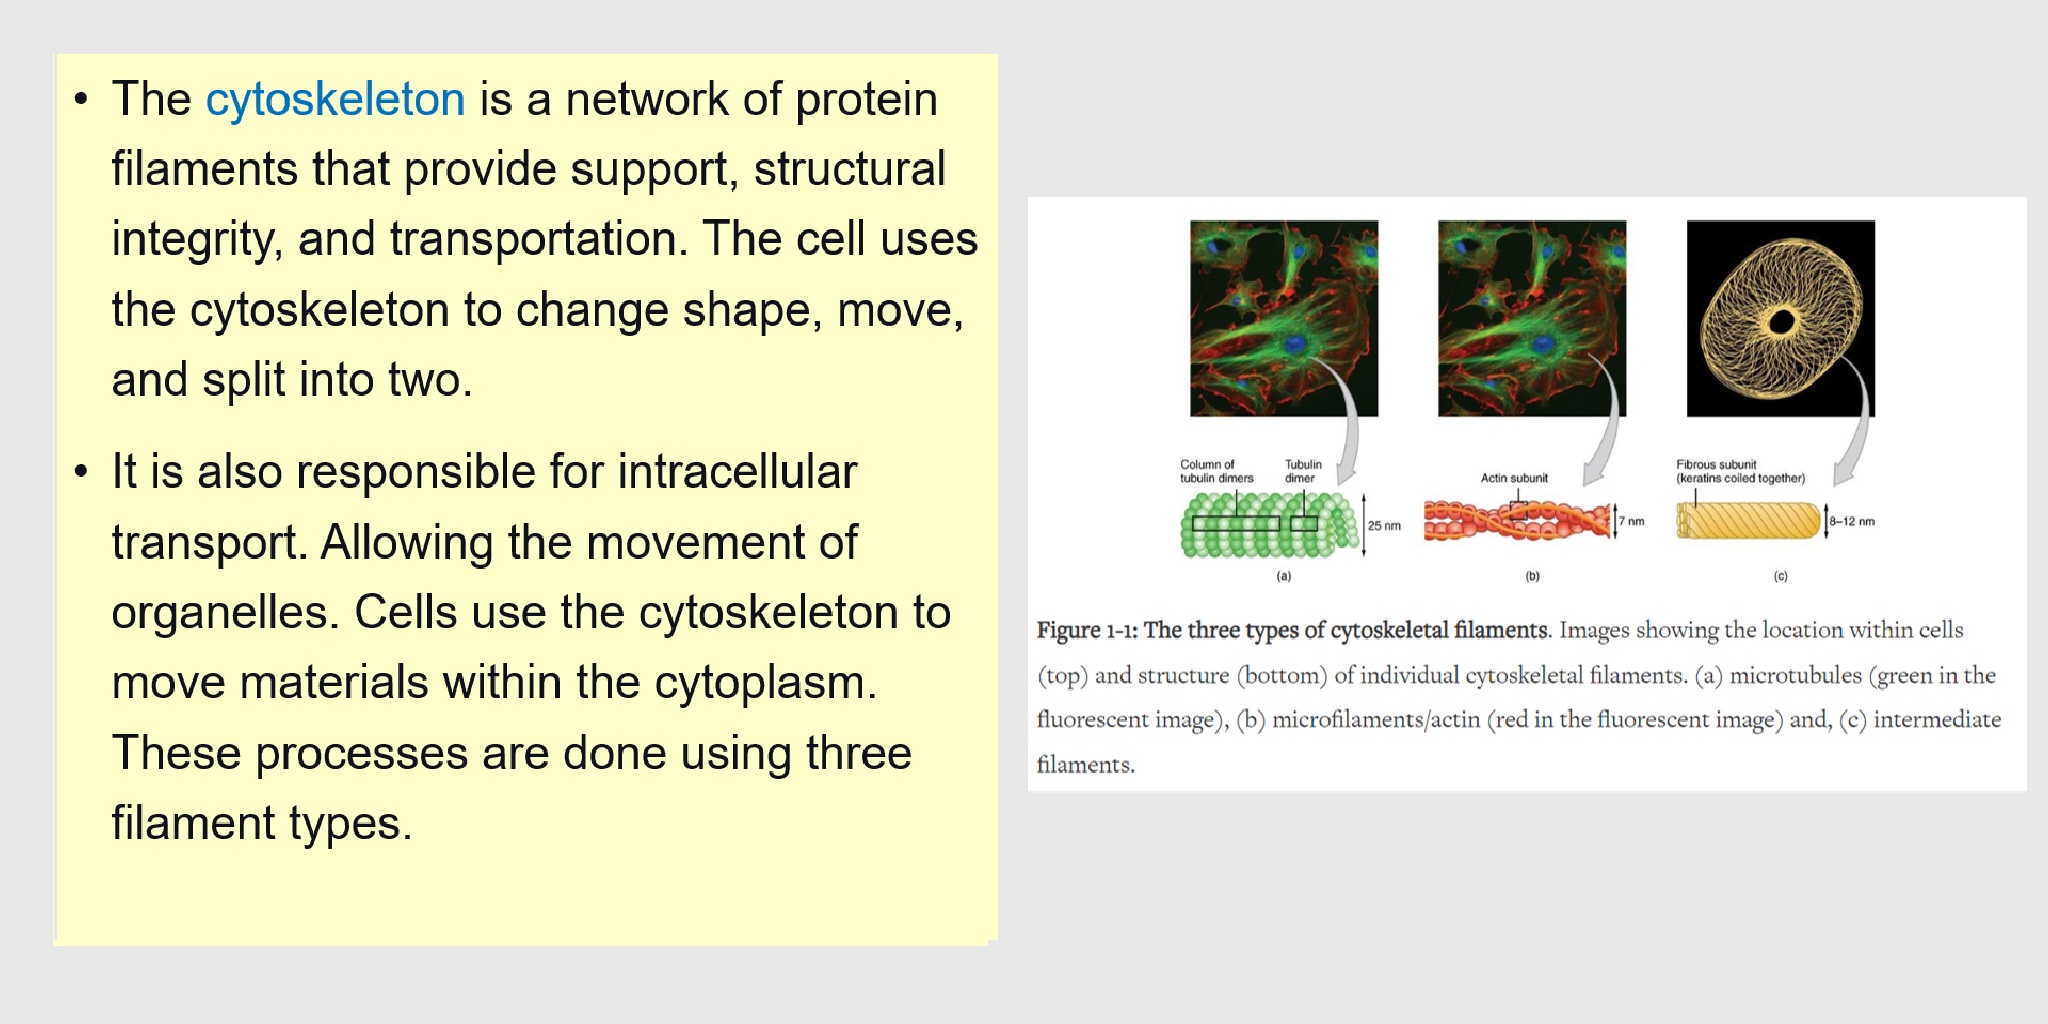 • The cytoskeleton is a network of protein
filaments that provide support, structural
integrity, and transportation. The cell uses
the cytoskeleton to change shape, move,
and split into two.
• It is also responsible for intracellular
transport. Allowing the movement of
organelles. Cells use the cytoskeleton to
move materials within the cytoplasm.
These processes are done using three
filament types.
Column of
tubulin dimers
Tubulin
dimer
25 nm
(a)
Actin subunit
7 nm
(b)
Fibrous subunit
(keratins coiled together)
8–12 nm
(c)
Figure 1-1: The three types of cytoskeletal filaments. Images showing the location within cells
(top) and structure (bottom) of individual cytoskeletal filaments. (a) microtubules (green in the
fluorescent image), (b) microfilaments/actin (red in the fluorescent image) and, (c) intermediate
filaments.